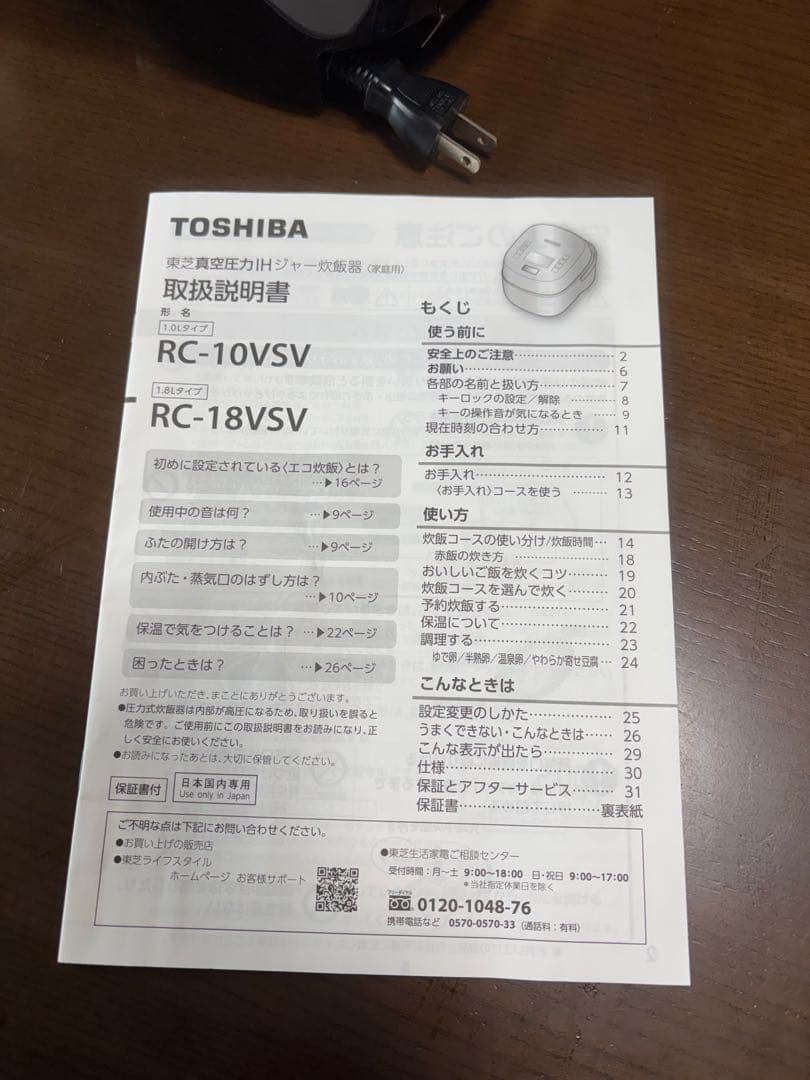 TOSHIBA
東芝真空圧力IHジャー炊飯器〈家庭用〉
取扱説明書
形 名
1.0Lタイプ
RC-10VSV
1.8Lタイプ
RC-18VSV
初めに設定されている〈エコ炊飯〉とは?
…▶16ページ
使用中の音は何? …▶9ページ
ふたの開け方は? …▶9ページ
内ぶた・蒸気口のはずし方は?
…▶10ページ
保温で気をつけることは? …▶22ページ
困ったときは? …▶26ページ
お買い上げいただき、まことにありがとうございます。
●圧力式炊飯器は内部が高圧になるため、取り扱いを誤ると
危険です。ご使用前にこの取扱説明書をお読みになり、正
しく安全にお使いください。
●お読みになったあとは、大切に保管してください。
保証書付
日本国内専用
Use only in Japan
もくじ
使う前に
安全上のご注意……………… 2
お願い……………………… 6
各部の名前と扱い方………… 7
キーロックの設定/解除 …… 8
キーの操作音が気になるとき …… 9
現在時刻の合わせ方………… 11
お手入れ
お手入れ…………………… 12
〈お手入れ〉コースを使う …… 13
使い方
炊飯コースの使い分け/炊飯時間… 14
赤飯の炊き方 ……………… 18
おいしいご飯を炊くコツ…… 19
炊飯コースを選んで炊く…… 20
予約炊飯する……………… 21
保温について……………… 22
調理する…………………… 23
ゆで卵/半熟卵/温泉卵/やわらか寄せ豆腐… 24
こんなときは
設定変更のしかた………… 25
うまくできない・こんなときは…… 26
こんな表示が出たら……… 29
仕様………………………… 30
保証とアフターサービス…… 31
保証書……………………裏表紙
ご不明な点は下記にお問い合わせください。
●お買い上げの販売店
●東芝ライフスタイル
ホームページ お客様サポート
●東芝生活家電ご相談センター
受付時間:月〜土 9:00〜18:00 日・祝日 9:00〜17:00
*当社指定休業日を除く
フリーダイヤル
0120-1048-76
携帯電話など 0570-0570-33(通話料:有料)